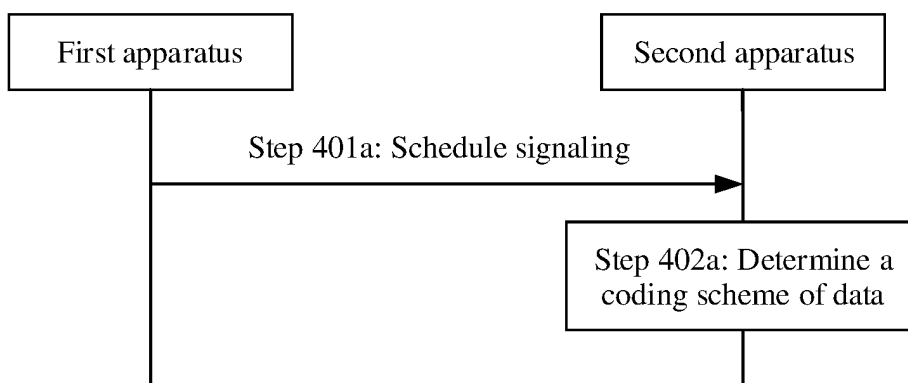 First apparatus
Second apparatus
Step 401a: Schedule signaling
Step 402a: Determine a
coding scheme of data